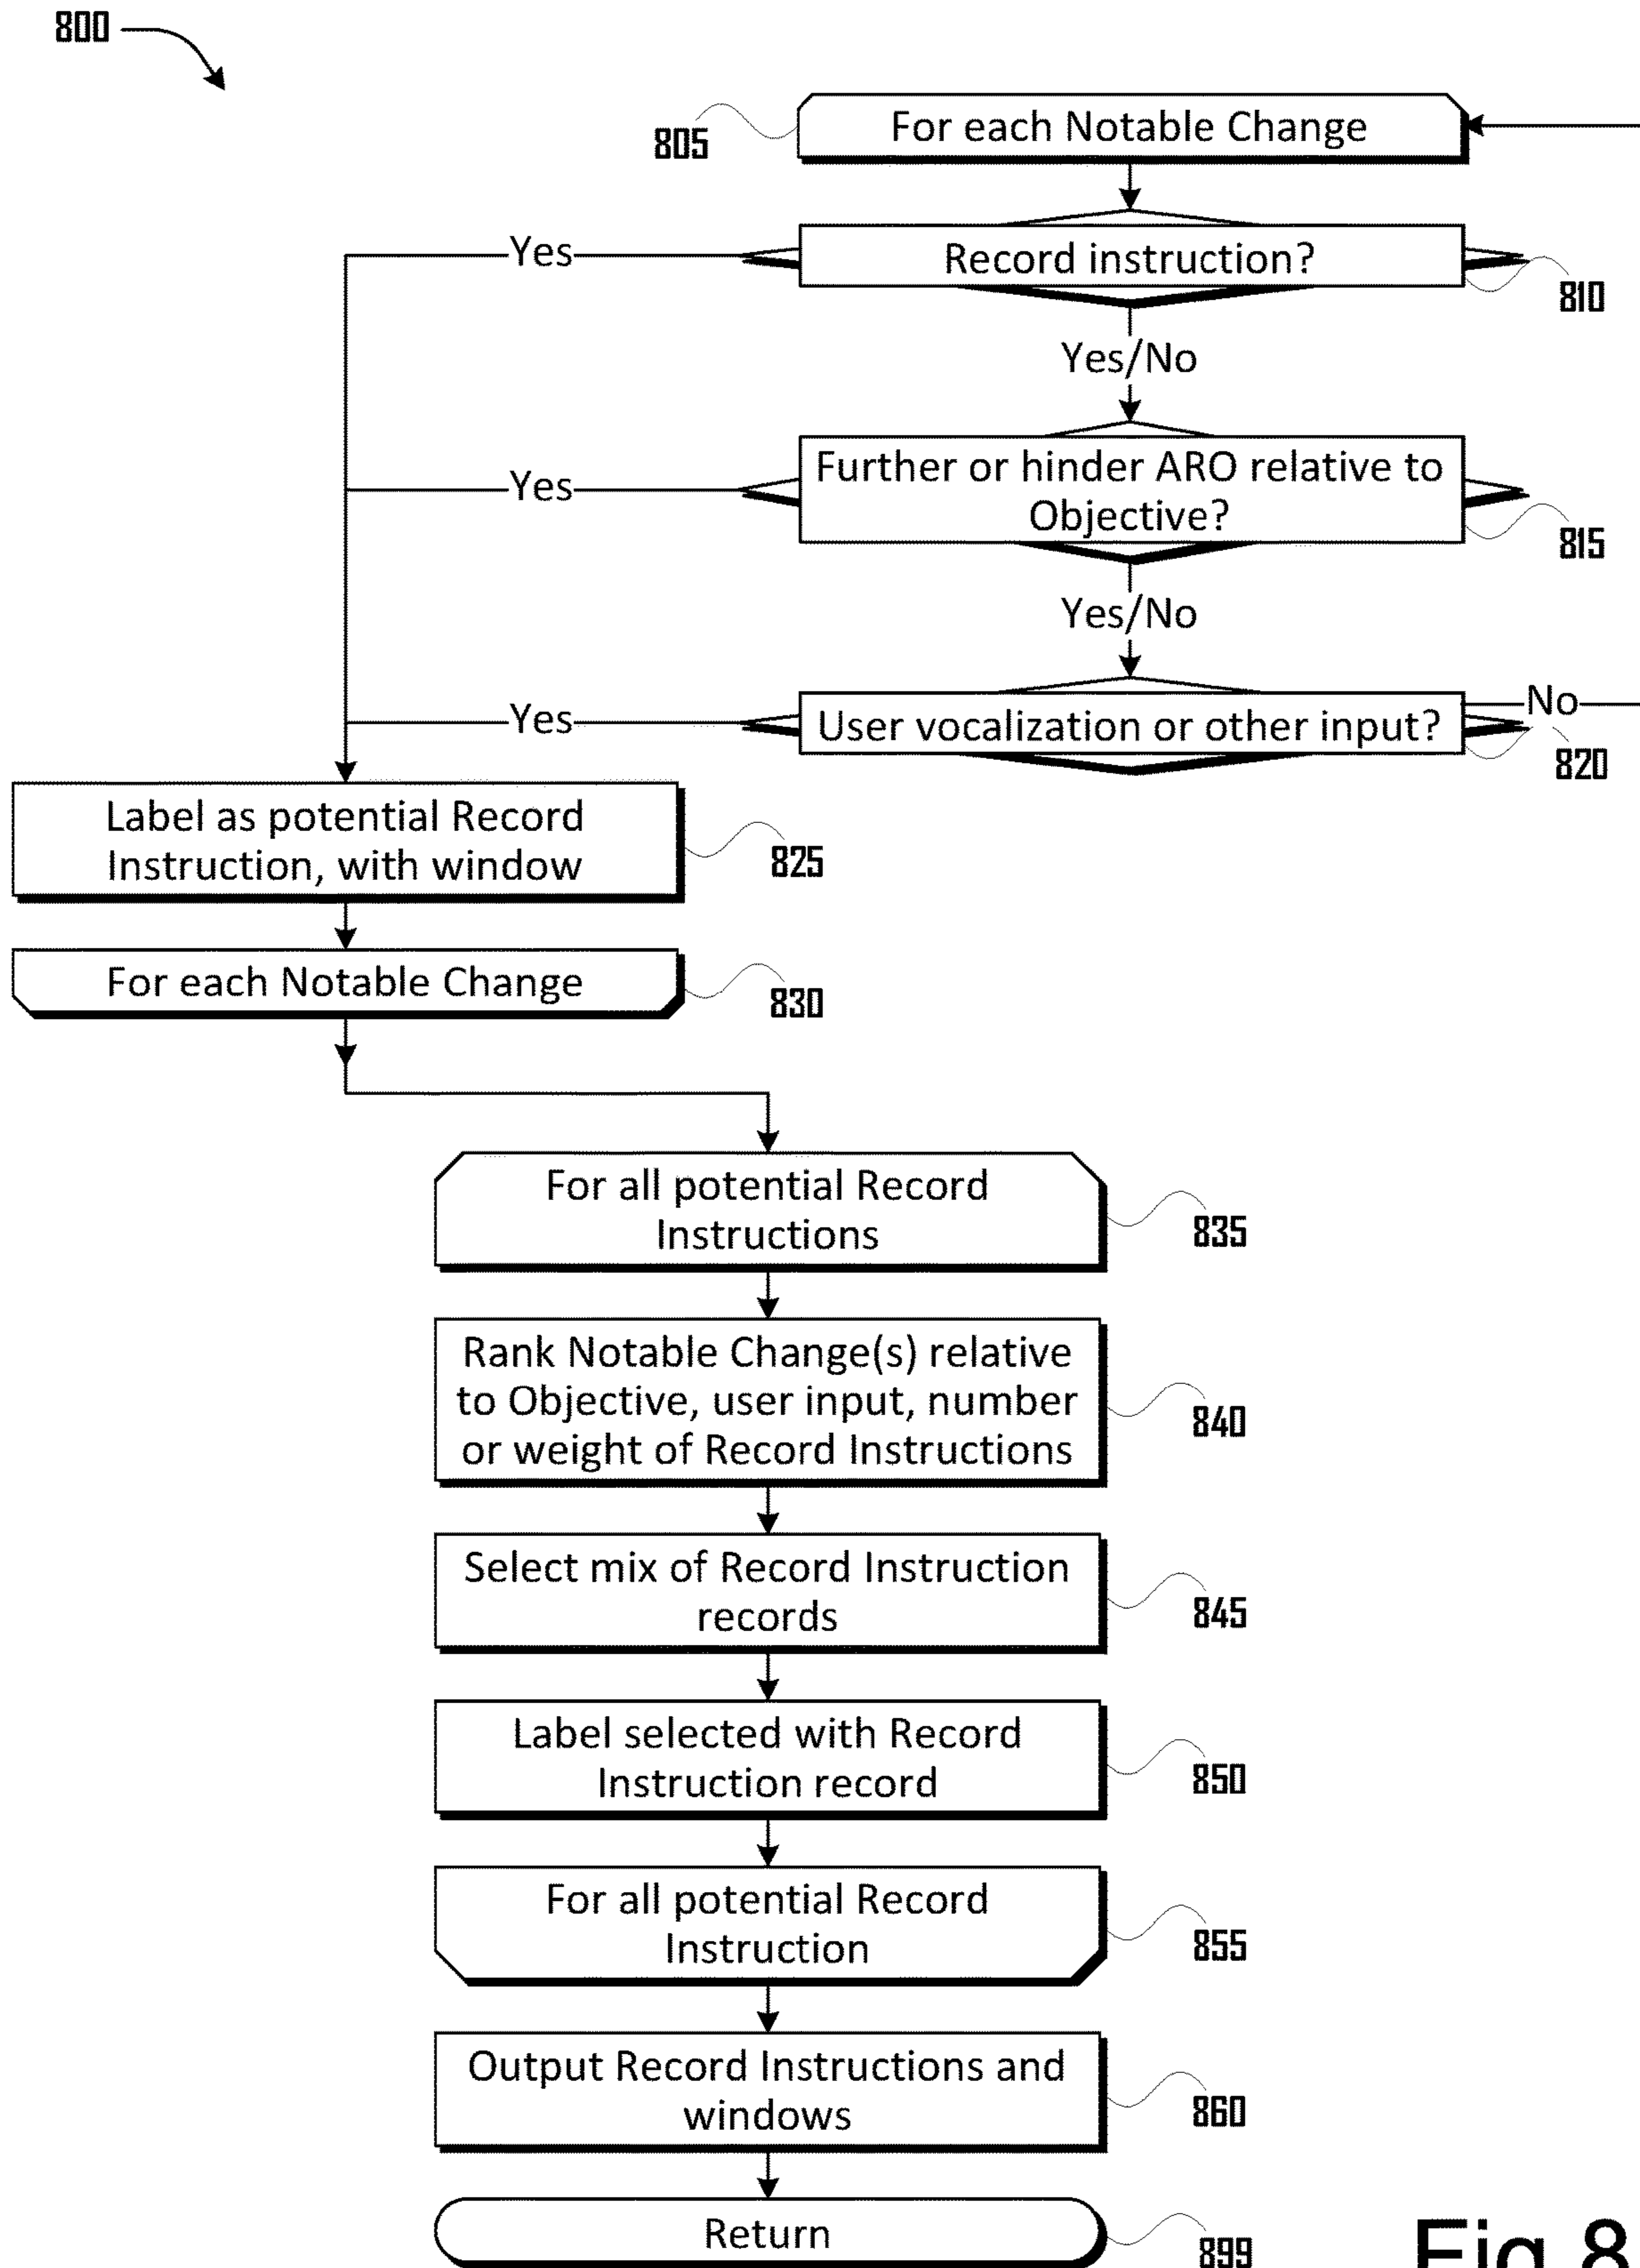 800
For each Notable Change
805
Yes
Record instruction?
810
Yes/No
Yes
Further or hinder ARO relative to
Objective?
815
Yes/No
Yes
User vocalization or other input?
No
820
Label as potential Record
Instruction, with window
825
For each Notable Change
830
For all potential Record
Instructions
835
Rank Notable Change(s) relative
to Objective, user input, number
or weight of Record Instructions
840
Select mix of Record Instruction
records
845
Label selected with Record
Instruction record
850
For all potential Record
Instruction
855
Output Record Instructions and
windows
860
Return
899
Fig.8